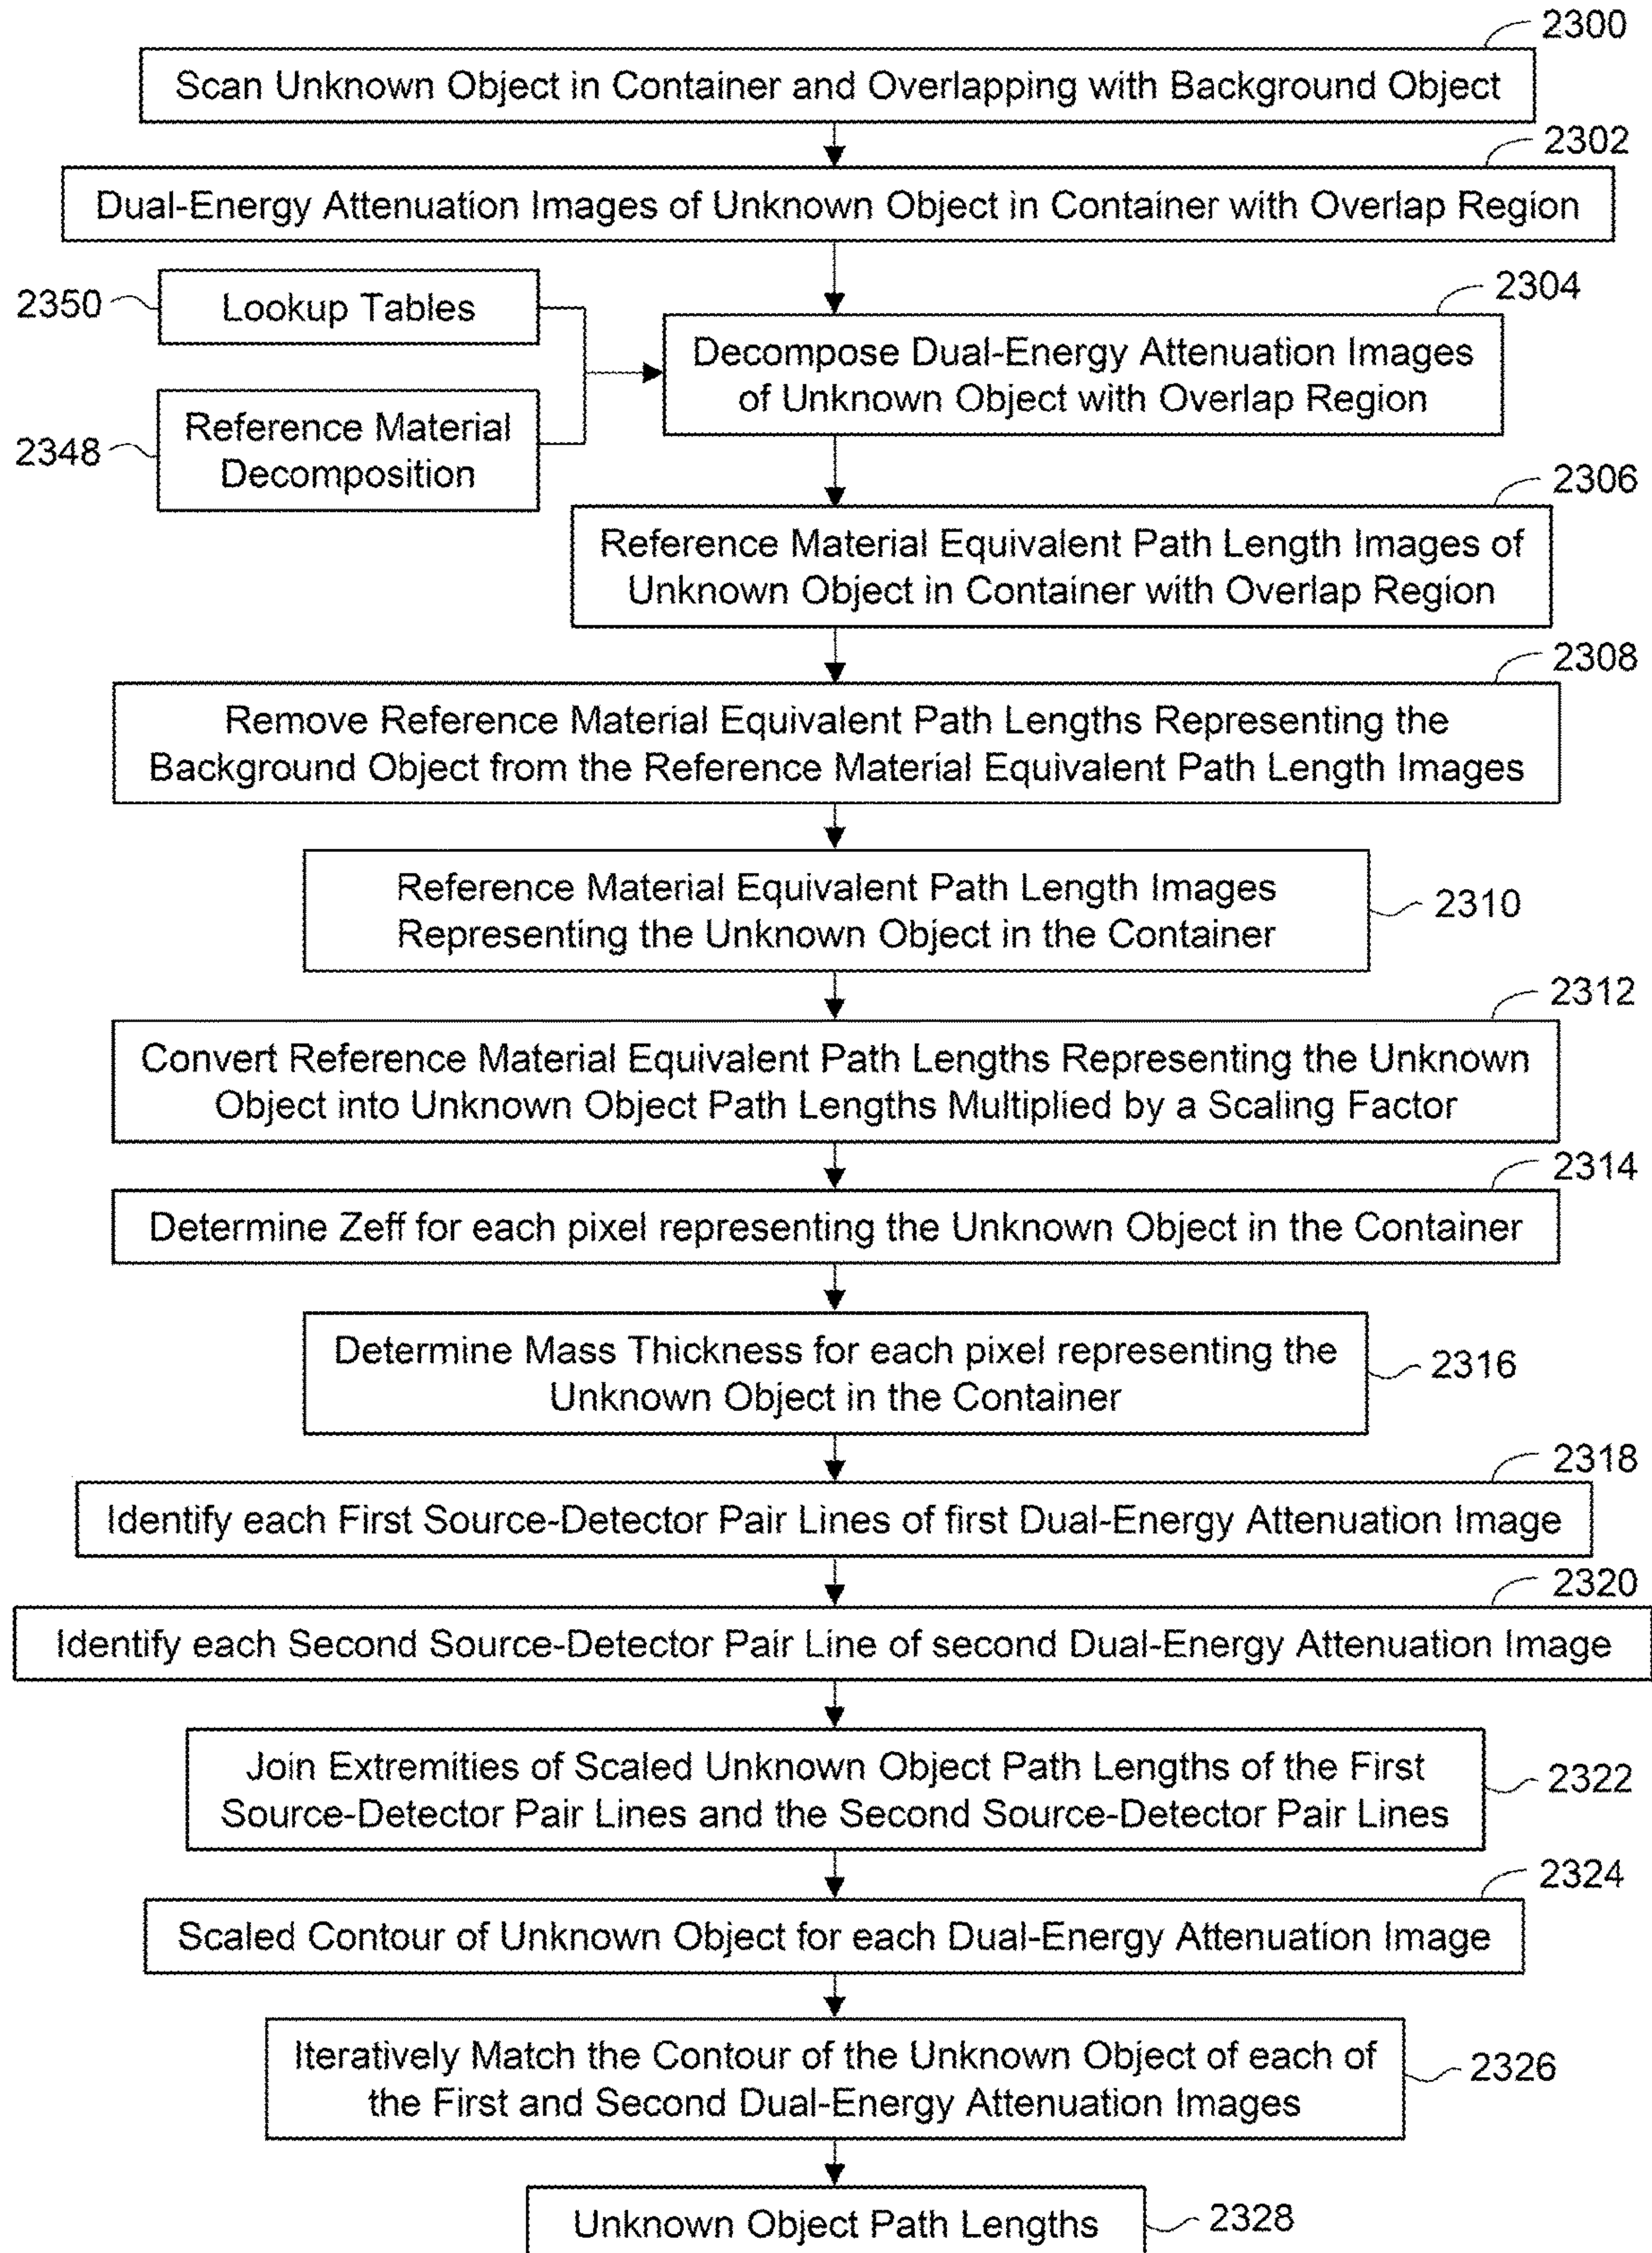 2300
Scan Unknown Object in Container and Overlapping with Background Object
2302
Dual-Energy Attenuation Images of Unknown Object in Container with Overlap Region
2350
Lookup Tables
2304
Decompose Dual-Energy Attenuation Images
of Unknown Object with Overlap Region
2348
Reference Material
Decomposition
2306
Reference Material Equivalent Path Length Images of
Unknown Object in Container with Overlap Region
2308
Remove Reference Material Equivalent Path Lengths Representing the
Background Object from the Reference Material Equivalent Path Length Images
Reference Material Equivalent Path Length Images
Representing the Unknown Object in the Container
2310
2312
Convert Reference Material Equivalent Path Lengths Representing the Unknown
Object into Unknown Object Path Lengths Multiplied by a Scaling Factor
2314
Determine Zeff for each pixel representing the Unknown Object in the Container
Determine Mass Thickness for each pixel representing the
Unknown Object in the Container
2316
2318
Identify each First Source-Detector Pair Lines of first Dual-Energy Attenuation Image
2320
Identify each Second Source-Detector Pair Line of second Dual-Energy Attenuation Image
Join Extremities of Scaled Unknown Object Path Lengths of the First
Source-Detector Pair Lines and the Second Source-Detector Pair Lines
2322
2324
Scaled Contour of Unknown Object for each Dual-Energy Attenuation Image
Iteratively Match the Contour of the Unknown Object of each of
the First and Second Dual-Energy Attenuation Images
2326
Unknown Object Path Lengths
2328